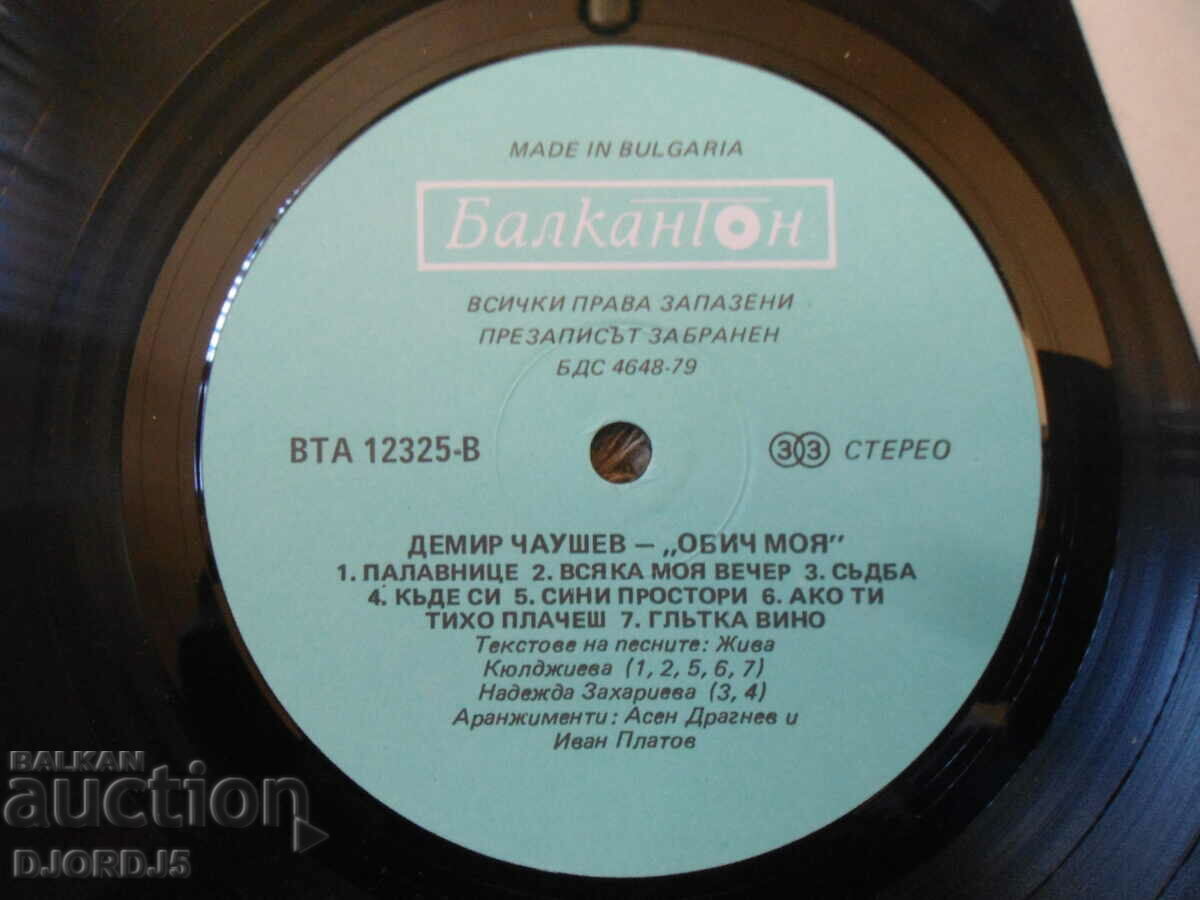 MADE IN BULGARIA
Балкантон
ВСИЧКИ ПРАВА ЗАПАЗЕНИ
ПРЕЗАПИСЪТ ЗАБРАНЕН
БДС 4648-79
ВТА 12325-В
33 СТЕРЕО
ДЕМИР ЧАУШЕВ — „ОБИЧ МОЯ"
1. ПАЛАВНИЦЕ 2. ВСЯКА МОЯ ВЕЧЕР 3. СЬДБА
4. КЬДЕ СИ 5. СИНИ ПРОСТОРИ 6. АКО ТИ
ТИХО ПЛАЧЕШ 7. ГЛЬТКА ВИНО
Текстове на песните: Жива
Кюлджиева (1, 2, 5, 6, 7)
Надежда Захариева (3, 4)
Аранжименти: Асен Драгнев и
Иван Платов
BALKAN
auction
DJORDJ5